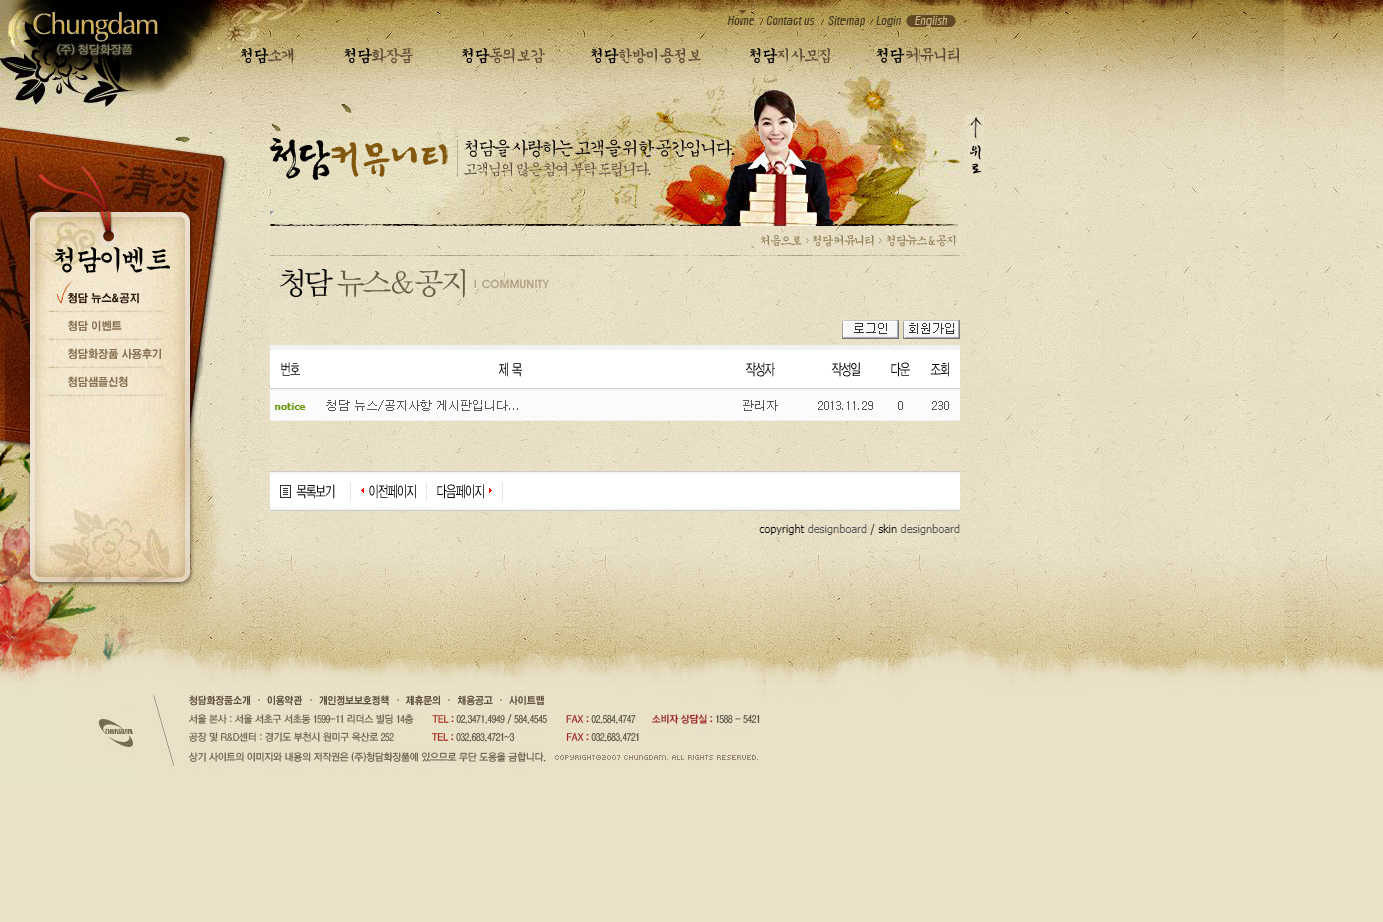 Chungdam
(주) 청담화장품
Home / Contact us / Sitemap / Login English
청담소개 청담화장품 청담동의보감 청담한방미용정보 청담지사모집 청담커뮤니티
淸淡
청담커뮤니티
청담을 사랑하는 고객을 위한 공간입니다.
고객님의 많은 참여 부탁 드립니다.
위로
처음으로 > 청담커뮤니티 > 청담뉴스&공지
청담이벤트
청담 뉴스&공지
청담 이벤트
청담화장품 사용후기
청담샘플신청
청담 뉴스&공지 | COMMUNITY
로그인 회원가입
번호 제 목 작성자 작성일 다운 조회
notice 청담 뉴스/공지사항 게시판입니다... 관리자 2013.11.29 0 230
목록보기 이전페이지 다음페이지
copyright designboard / skin designboard
청담화장품소개 · 이용약관 · 개인정보보호정책 · 제휴문의 · 채용공고 · 사이트맵
서울 본사 : 서울 서초구 서초동 1599-11 리더스 빌딩 14층 TEL : 02.3471.4949 / 584.4545 FAX : 02.584.4747 소비자 상담실 : 1588 - 5421
공장 및 R&D센터 : 경기도 부천시 원미구 옥산로 252 TEL : 032.683.4721~3 FAX : 032.683.4721
상기 사이트의 이미지와 내용의 저작권은 (주)청담화장품에 있으므로 무단 도용을 금합니다. COPYRIGHT@2007 CHUNGDAM. ALL RIGHTS RESERVED.
CHUNGDAM